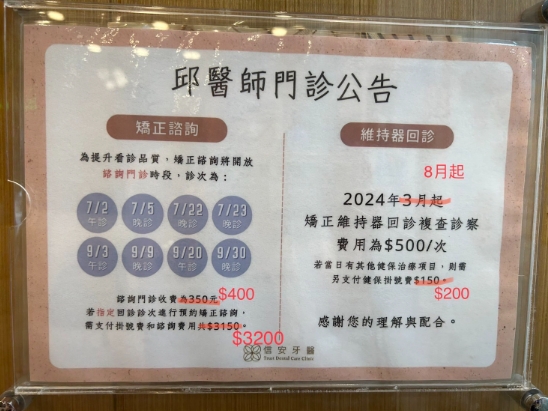 邱醫師門診公告
矯正諮詢
為提升看診品質，矯正諮詢將開放
諮詢門診時段，診次為：
7/2 午診
7/5 晚診
7/22 晚診
7/23 晚診
9/3 午診
9/9 晚診
9/20 午診
9/30 晚診
諮詢門診收費為350元。
$400
若指定回診診次進行預約矯正諮詢，
需支付掛號費和諮詢費用共$3150。
$3200
維持器回診
8月起
2024年3月起
矯正維持器回診複查診察
費用為$500/次
若當日有其他健保治療項目，則需
另支付健保掛號費$150。
$200
感謝您的理解與配合。
信安牙醫
Trust Dental Care Clinic